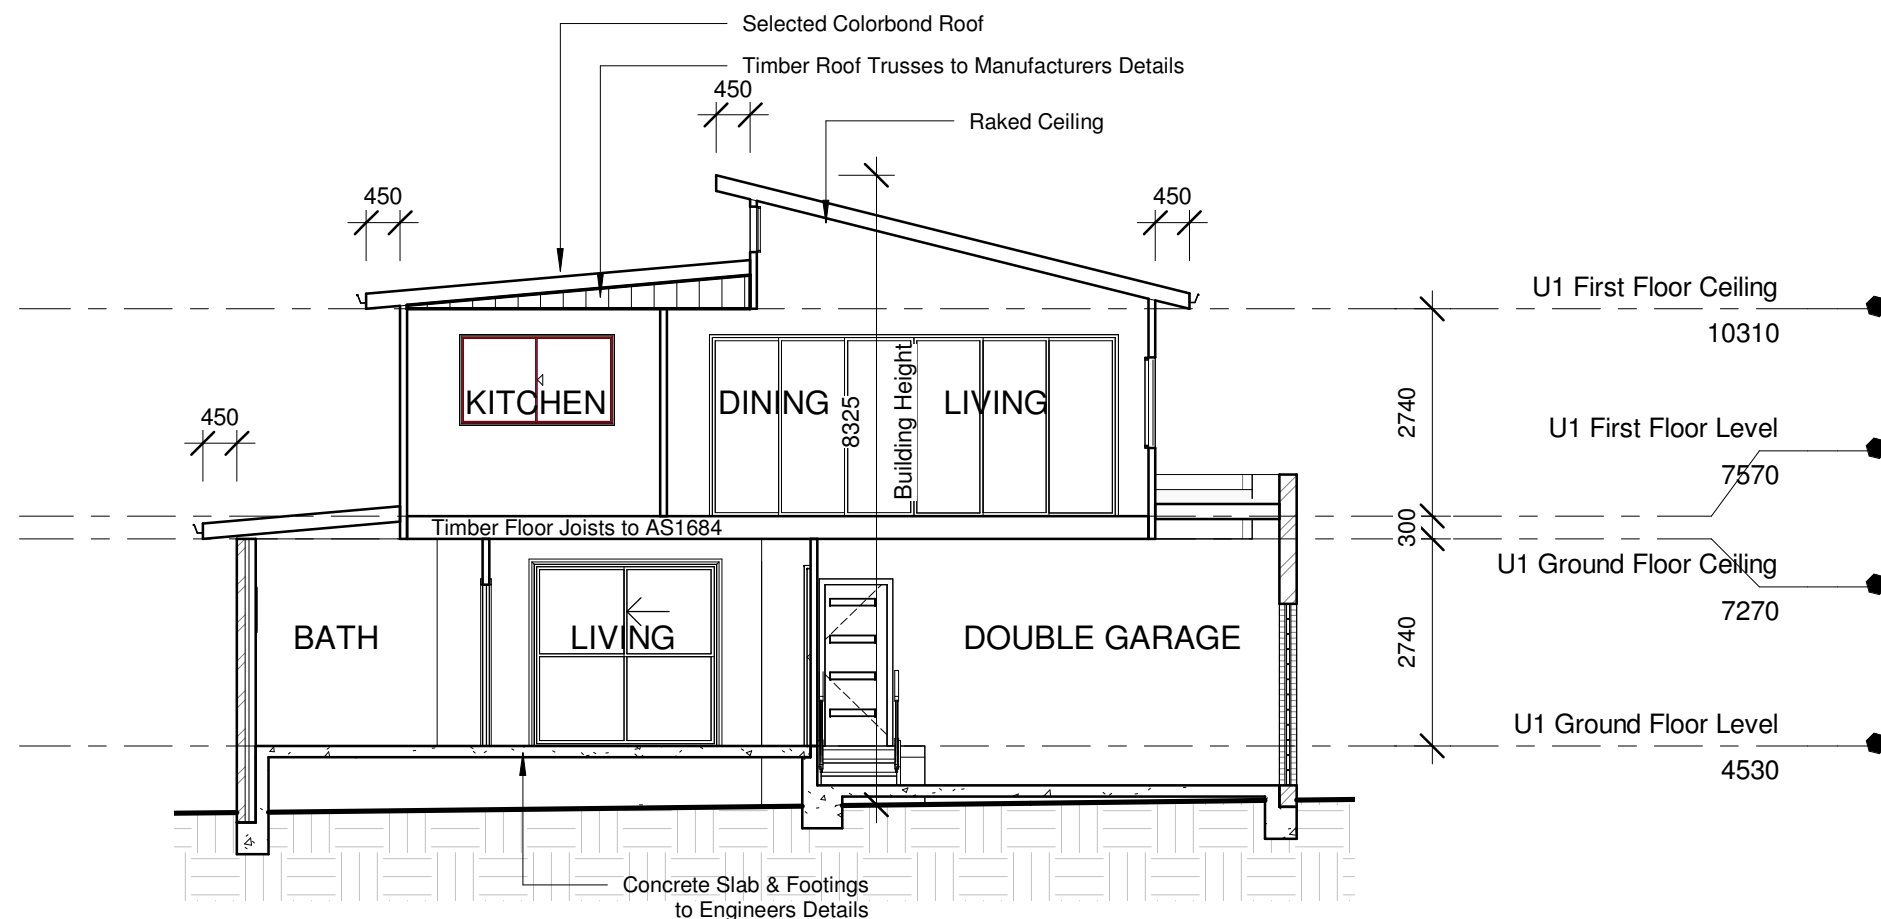 Selected Colorbond Roof
Timber Roof Trusses to Manufacturers Details
450
Raked Ceiling
450
450
U1 First Floor Ceiling
10310
KITCHEN
DINING
LIVING
8325
Building Height
2740
450
U1 First Floor Level
7570
Timber Floor Joists to AS1684
300
U1 Ground Floor Ceiling
7270
BATH
LIVING
DOUBLE GARAGE
2740
U1 Ground Floor Level
4530
Concrete Slab & Footings
to Engineers Details